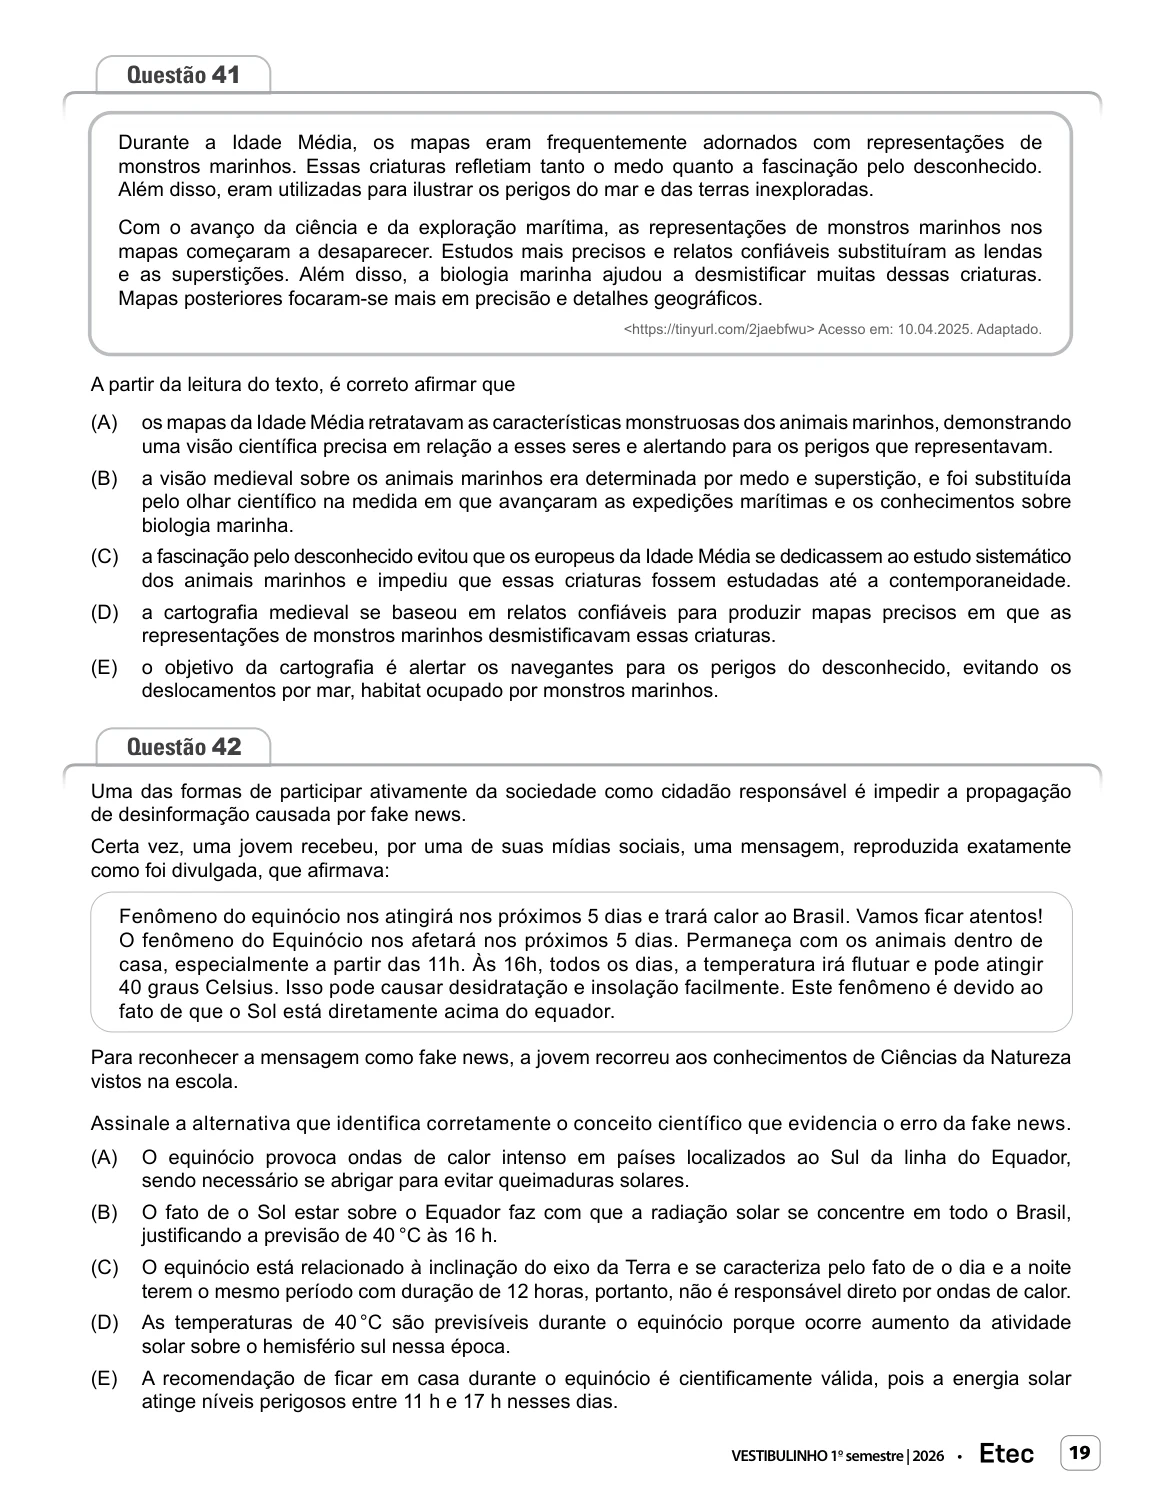 Questão 41
Durante a Idade Média, os mapas eram frequentemente adornados com representações de
monstros marinhos. Essas criaturas refletiam tanto o medo quanto a fascinação pelo desconhecido.
Além disso, eram utilizadas para ilustrar os perigos do mar e das terras inexploradas.
Com o avanço da ciência e da exploração marítima, as representações de monstros marinhos nos
mapas começaram a desaparecer. Estudos mais precisos e relatos confiáveis substituíram as lendas
e as superstições. Além disso, a biologia marinha ajudou a desmistificar muitas dessas criaturas.
Mapas posteriores focaram-se mais em precisão e detalhes geográficos.
<https://tinyurl.com/2jaebfwu> Acesso em: 10.04.2025. Adaptado.
A partir da leitura do texto, é correto afirmar que
(A) os mapas da Idade Média retratavam as características monstruosas dos animais marinhos, demonstrando
uma visão científica precisa em relação a esses seres e alertando para os perigos que representavam.
(B) a visão medieval sobre os animais marinhos era determinada por medo e superstição, e foi substituída
pelo olhar científico na medida em que avançaram as expedições marítimas e os conhecimentos sobre
biologia marinha.
(C) a fascinação pelo desconhecido evitou que os europeus da Idade Média se dedicassem ao estudo sistemático
dos animais marinhos e impediu que essas criaturas fossem estudadas até a contemporaneidade.
(D) a cartografia medieval se baseou em relatos confiáveis para produzir mapas precisos em que as
representações de monstros marinhos desmistificavam essas criaturas.
(E) o objetivo da cartografia é alertar os navegantes para os perigos do desconhecido, evitando os
deslocamentos por mar, habitat ocupado por monstros marinhos.
Questão 42
Uma das formas de participar ativamente da sociedade como cidadão responsável é impedir a propagação
de desinformação causada por fake news.
Certa vez, uma jovem recebeu, por uma de suas mídias sociais, uma mensagem, reproduzida exatamente
como foi divulgada, que afirmava:
Fenômeno do equinócio nos atingirá nos próximos 5 dias e trará calor ao Brasil. Vamos ficar atentos!
O fenômeno do Equinócio nos afetará nos próximos 5 dias. Permaneça com os animais dentro de
casa, especialmente a partir das 11h. Às 16h, todos os dias, a temperatura irá flutuar e pode atingir
40 graus Celsius. Isso pode causar desidratação e insolação facilmente. Este fenômeno é devido ao
fato de que o Sol está diretamente acima do equador.
Para reconhecer a mensagem como fake news, a jovem recorreu aos conhecimentos de Ciências da Natureza
vistos na escola.
Assinale a alternativa que identifica corretamente o conceito científico que evidencia o erro da fake news.
(A) O equinócio provoca ondas de calor intenso em países localizados ao Sul da linha do Equador,
sendo necessário se abrigar para evitar queimaduras solares.
(B) O fato de o Sol estar sobre o Equador faz com que a radiação solar se concentre em todo o Brasil,
justificando a previsão de 40 °C às 16 h.
(C) O equinócio está relacionado à inclinação do eixo da Terra e se caracteriza pelo fato de o dia e a noite
terem o mesmo período com duração de 12 horas, portanto, não é responsável direto por ondas de calor.
(D) As temperaturas de 40 °C são previsíveis durante o equinócio porque ocorre aumento da atividade
solar sobre o hemisfério sul nessa época.
(E) A recomendação de ficar em casa durante o equinócio é cientificamente válida, pois a energia solar
atinge níveis perigosos entre 11 h e 17 h nesses dias.
VESTIBULINHO 1º semestre | 2026 • Etec 19